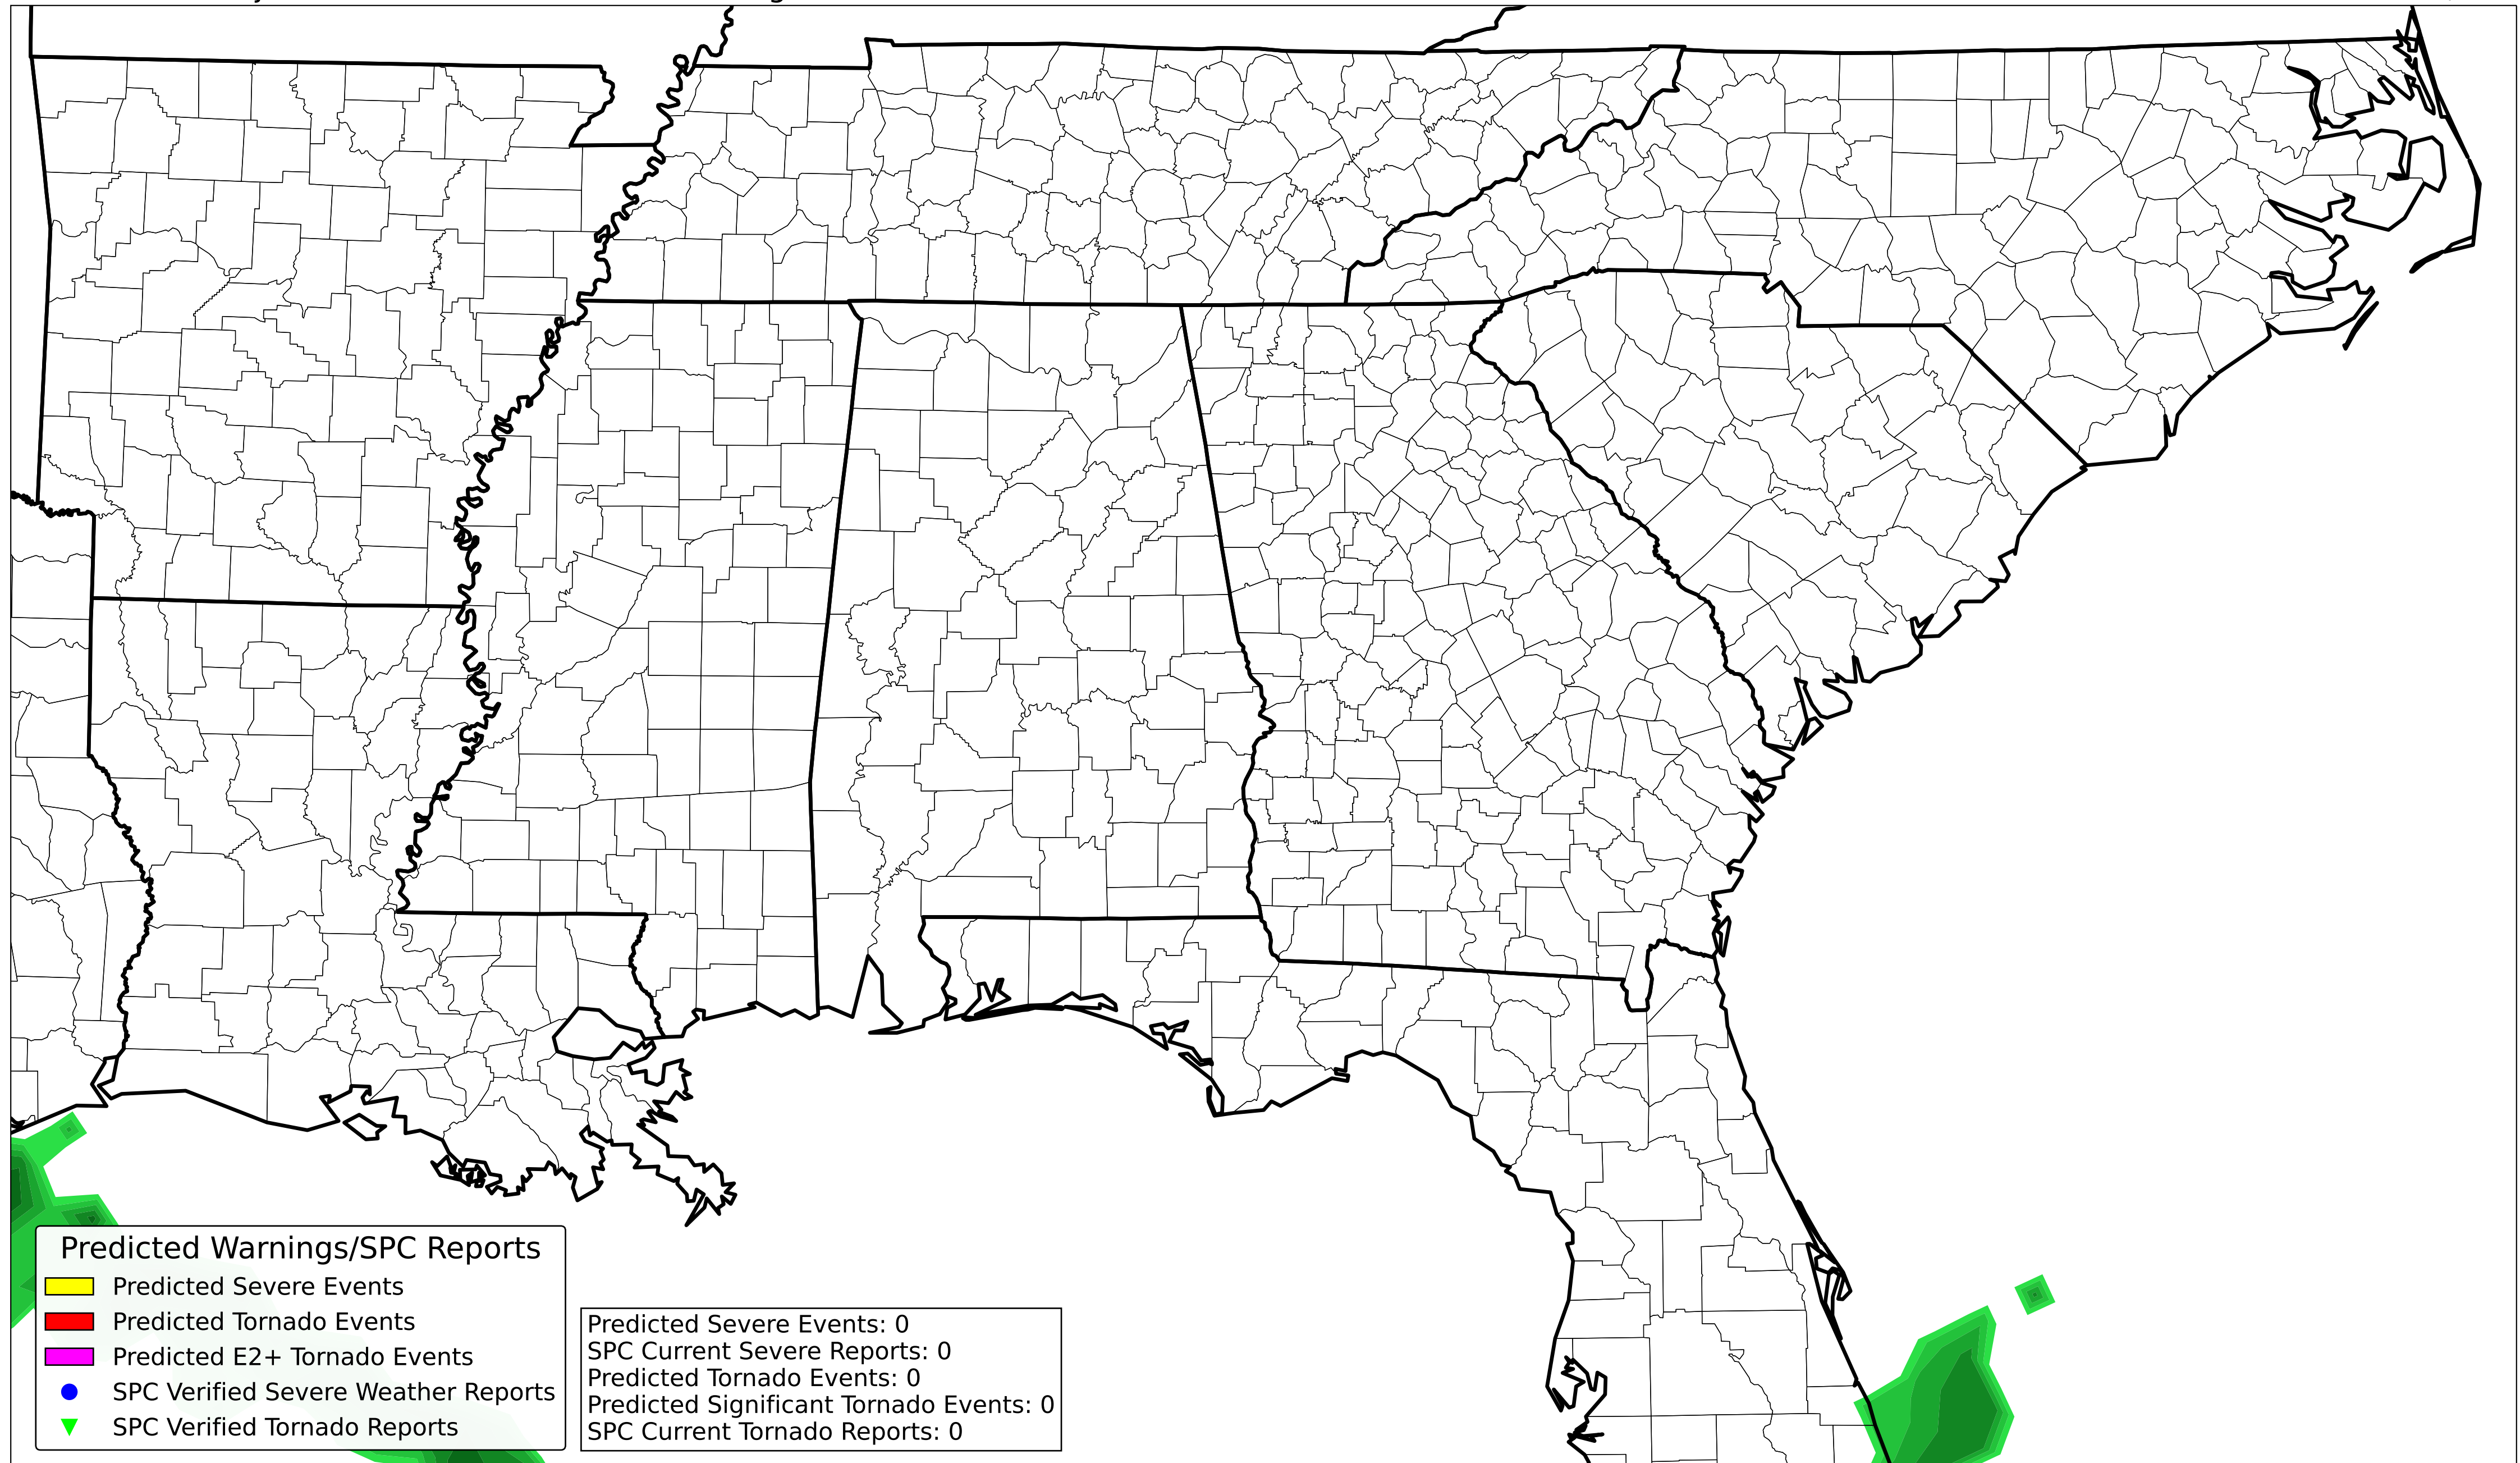 Predicted Warnings/SPC Reports
Predicted Severe Events
Predicted Tornado Events
Predicted E2+ Tornado Events
SPC Verified Severe Weather Reports
SPC Verified Tornado Reports
Predicted Severe Events: 0
SPC Current Severe Reports: 0
Predicted Tornado Events: 0
Predicted Significant Tornado Events: 0
SPC Current Tornado Reports: 0